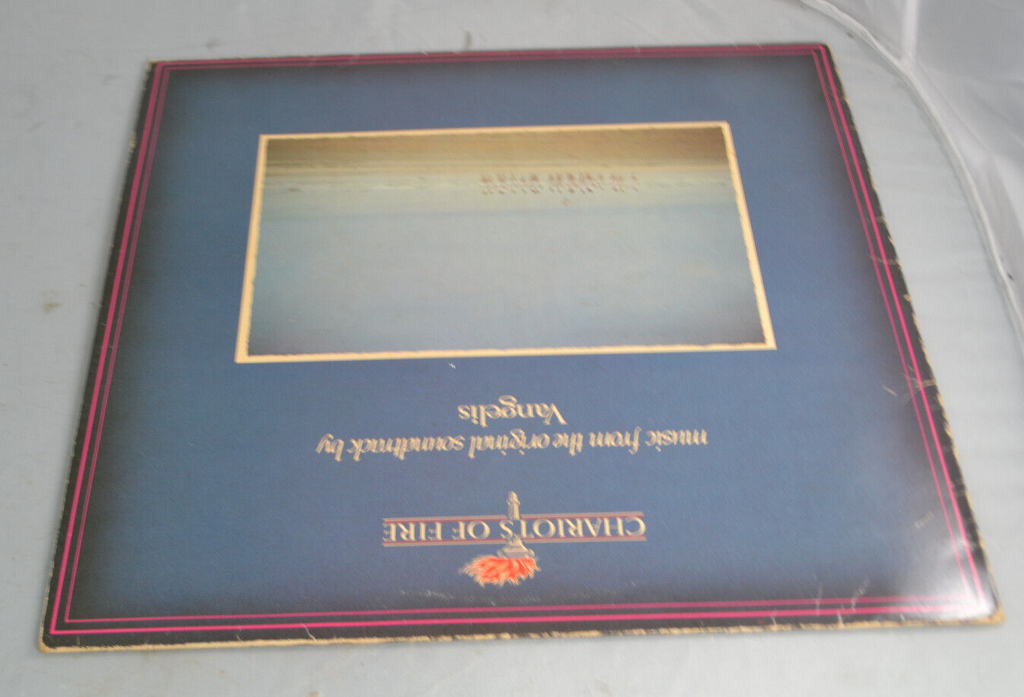 CHARIOTS OF FIRE
music from the original soundtrack by
Vangelis